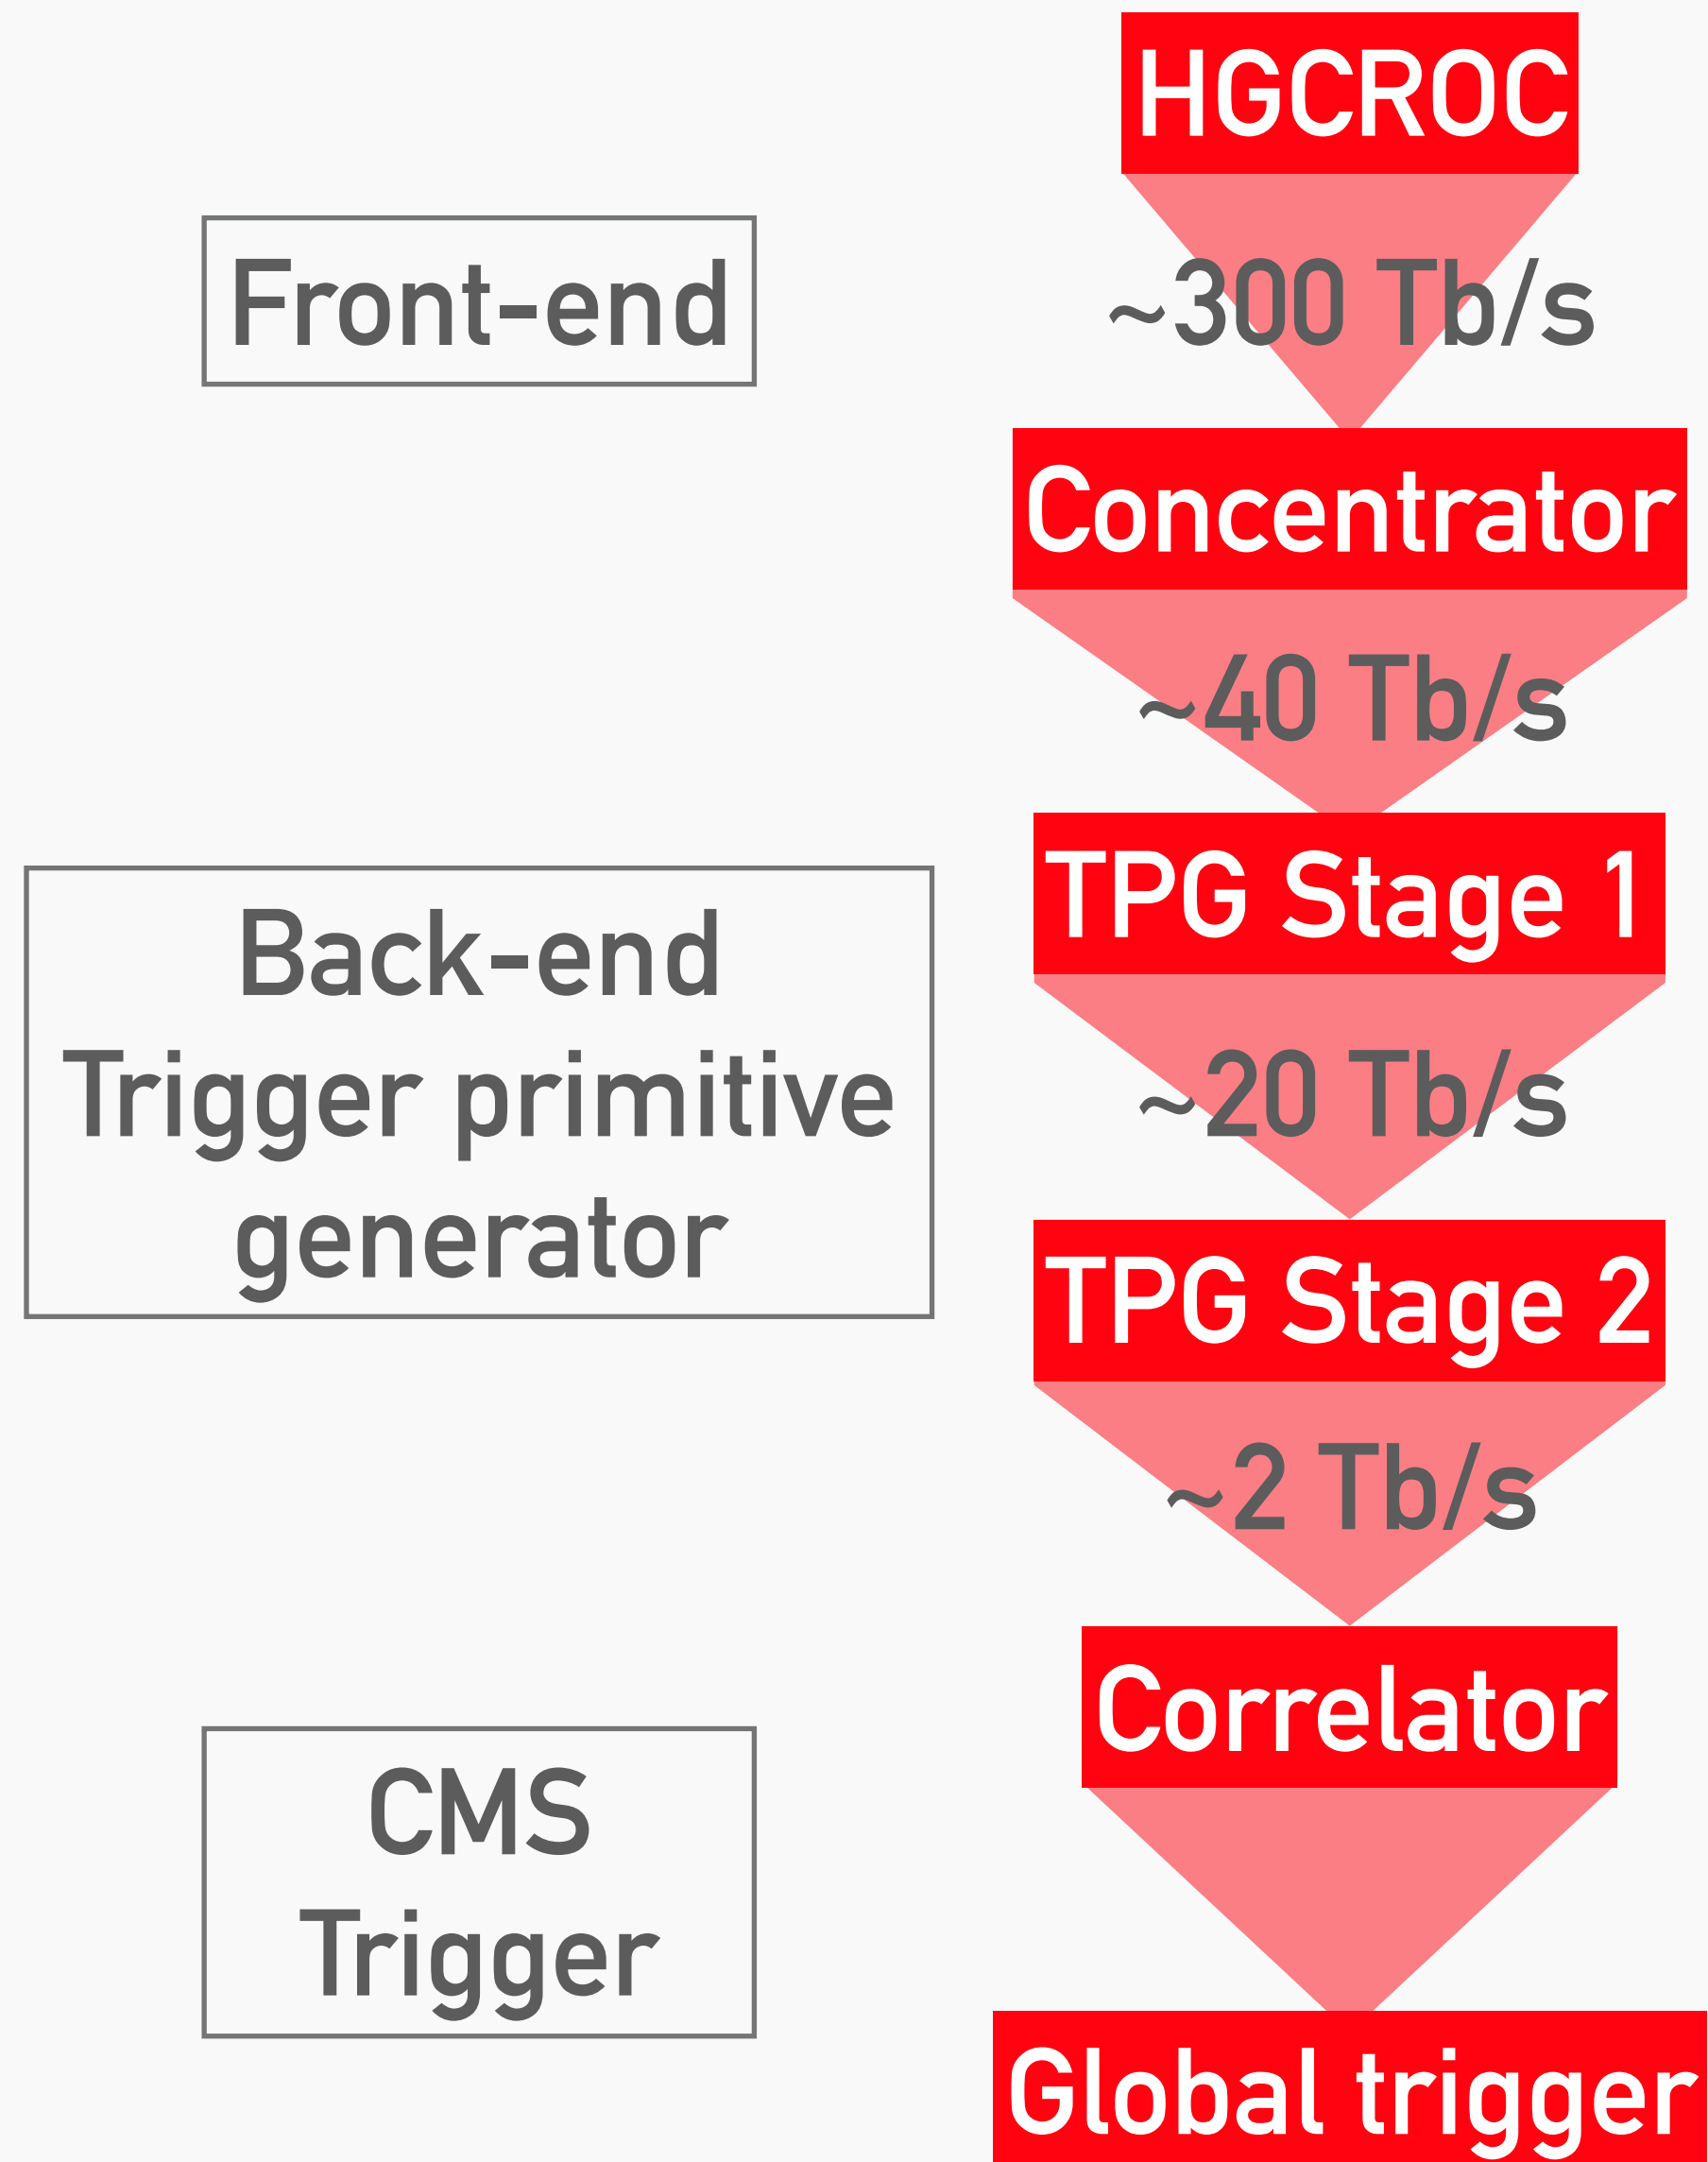 HGCROC
Front-end
~300 Tb/s
Concentrator
~40 Tb/s
TPG Stage 1
Back-end
Trigger primitive
generator
~20 Tb/s
TPG Stage 2
~2 Tb/s
Correlator
CMS
Trigger
Global trigger